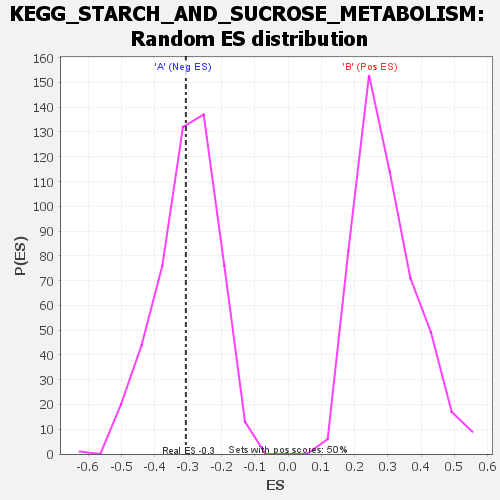 KEGG_STARCH_AND_SUCROSE_METABOLISM:
Random ES distribution
'A' (Neg ES) 'B' (Pos ES)
160
150
140
130
120
110
100
90
80
70
60
50
40
30
20
10
0
P(ES)
Real ES -0.3 Sets with pos scores: 50%
-0.6 -0.5 -0.4 -0.3 -0.2 -0.1 0.0 0.1 0.2 0.3 0.4 0.5 0.6
ES